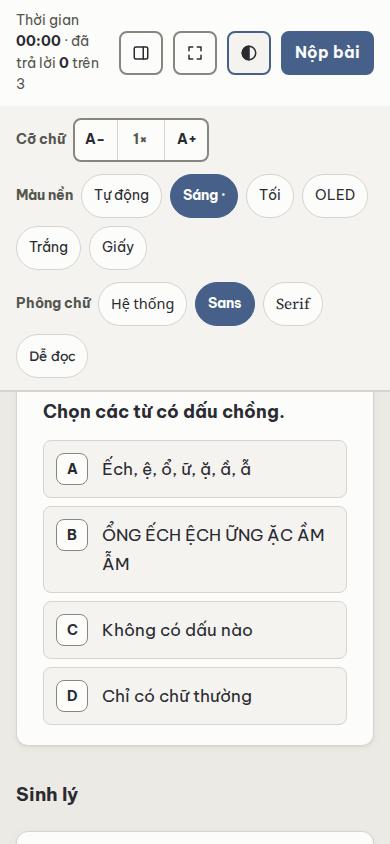 Thời gian
00:00 · đã
trả lời 0 trên
3
Nộp bài
Cỡ chữ A− 1× A+
Màu nền Tự động Sáng · Tối OLED
Trắng Giấy
Phông chữ Hệ thống Sans Serif
Dễ đọc
Chọn các từ có dấu chồng.
A Ếch, ệ, ổ, ữ, ặ, ầ, ẫ
B ỔNG ẾCH ỆCH ỮNG ẶC ẦM
ẪM
C Không có dấu nào
D Chỉ có chữ thường
Sinh lý